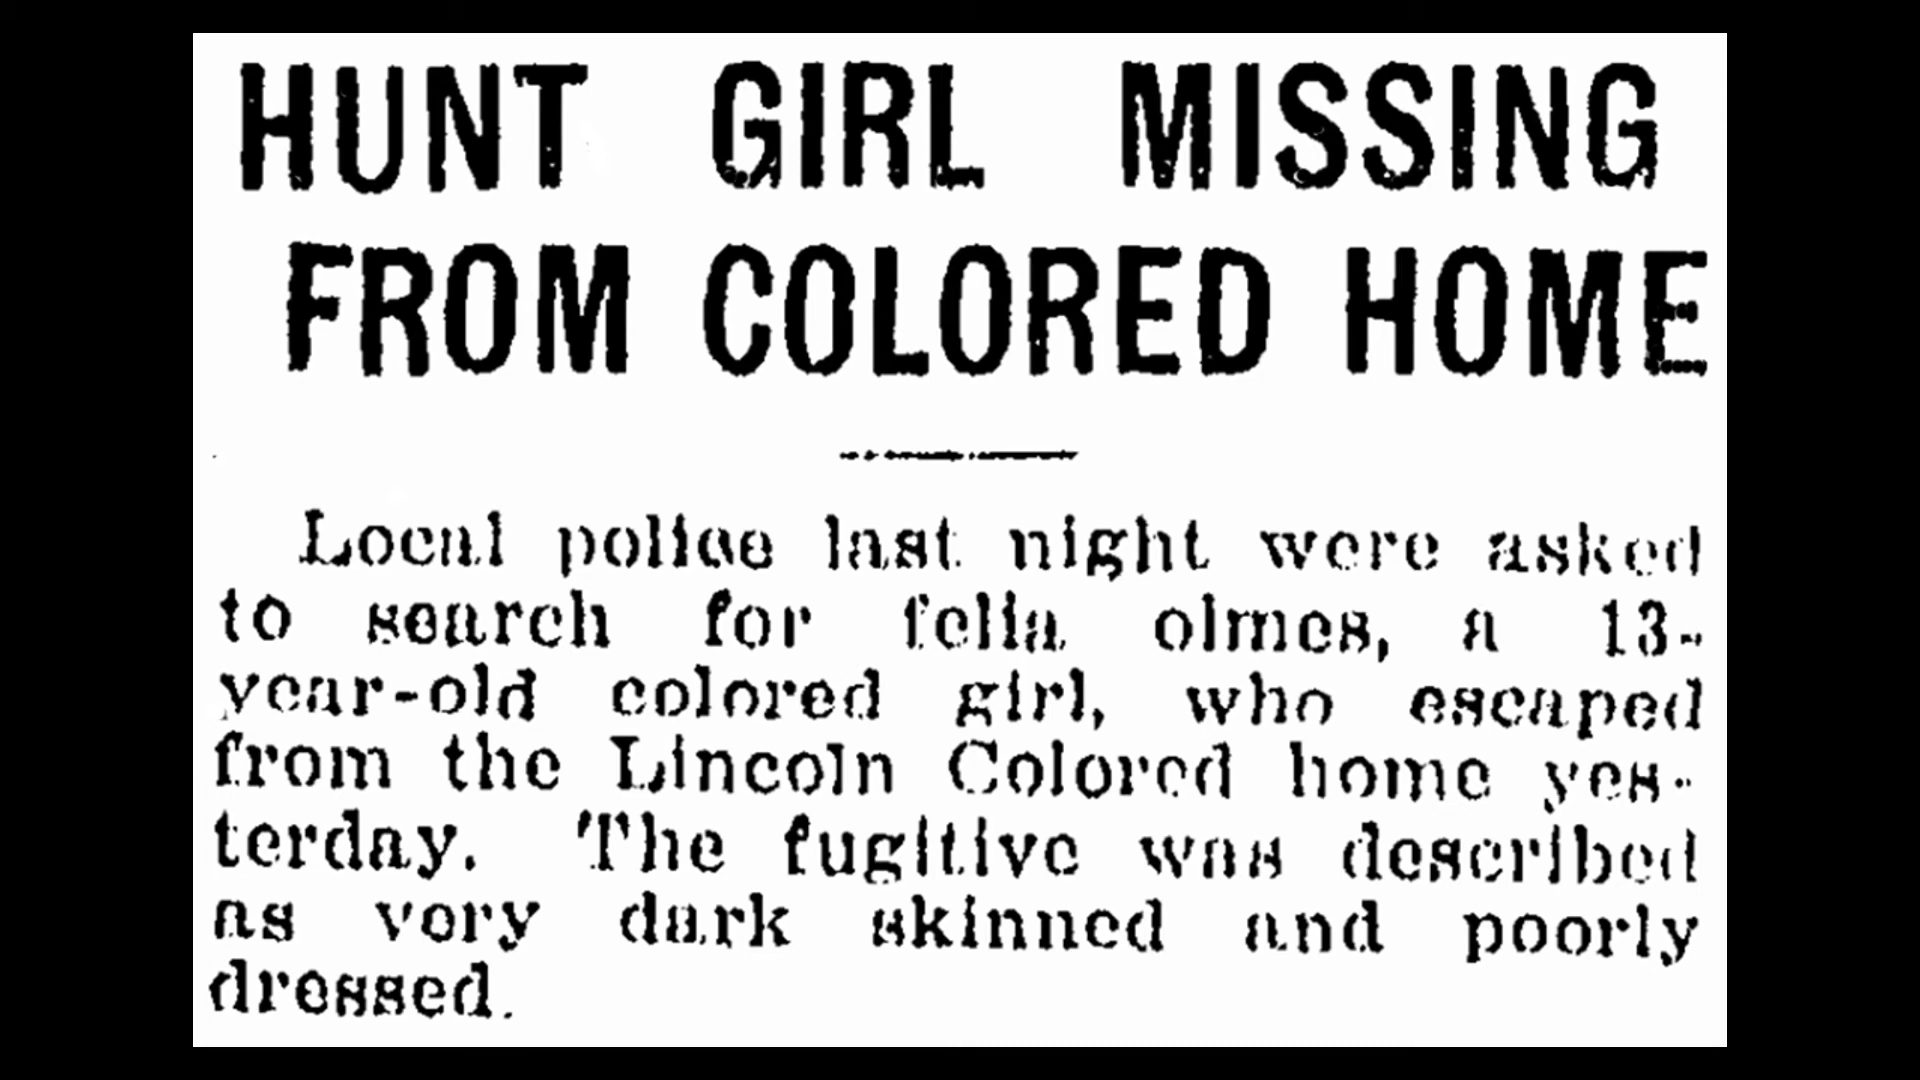 HUNT GIRL MISSING
FROM COLORED HOME
Local police last night were asked
to search for felia olmes, a 13-
year-old colored girl, who escaped
from the Lincoln Colored home yes-
terday. The fugitive was described
as very dark skinned and poorly
dressed.